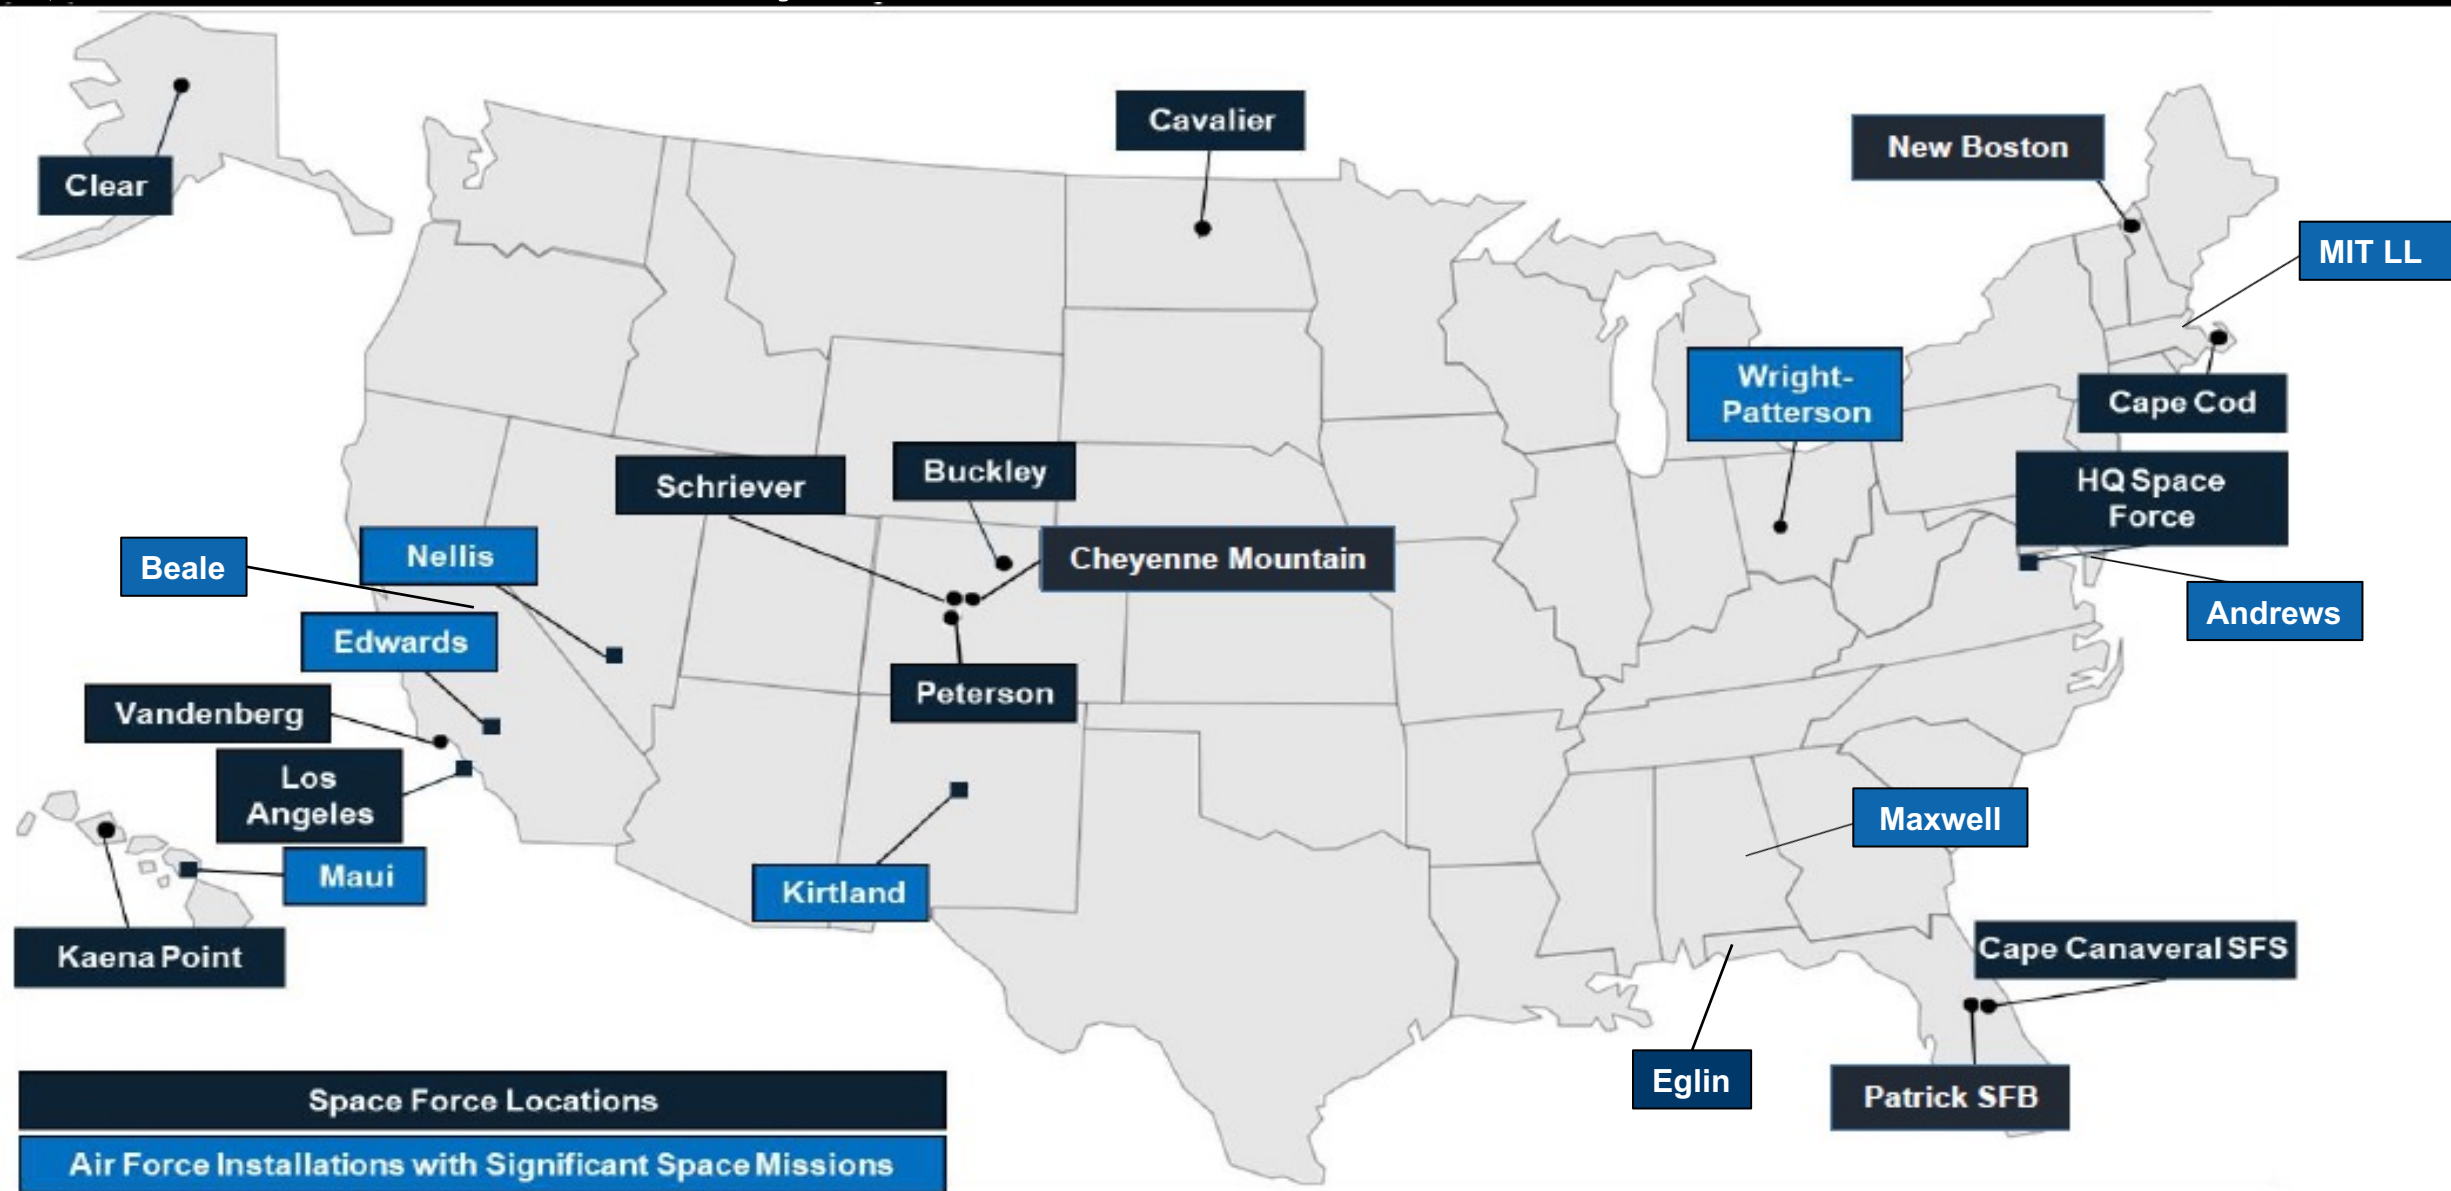 Clear
Cavalier
New Boston
MIT LL
Wright-
Patterson
Cape Cod
HQ Space
Force
Andrews
Schriever
Buckley
Cheyenne Mountain
Nellis
Beale
Edwards
Peterson
Vandenberg
Los
Angeles
Maui
Kirtland
Kaena Point
Maxwell
Cape Canaveral SFS
Eglin
Patrick SFB
Space Force Locations
Air Force Installations with Significant Space Missions